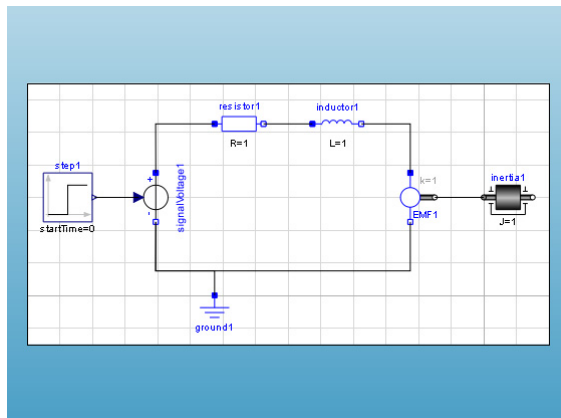 resistor1
inductor1
R=1
L=1
step1
+
signalVoltage1
-
startTime=0
k=1
EMF1
inertia1
J=1
ground1